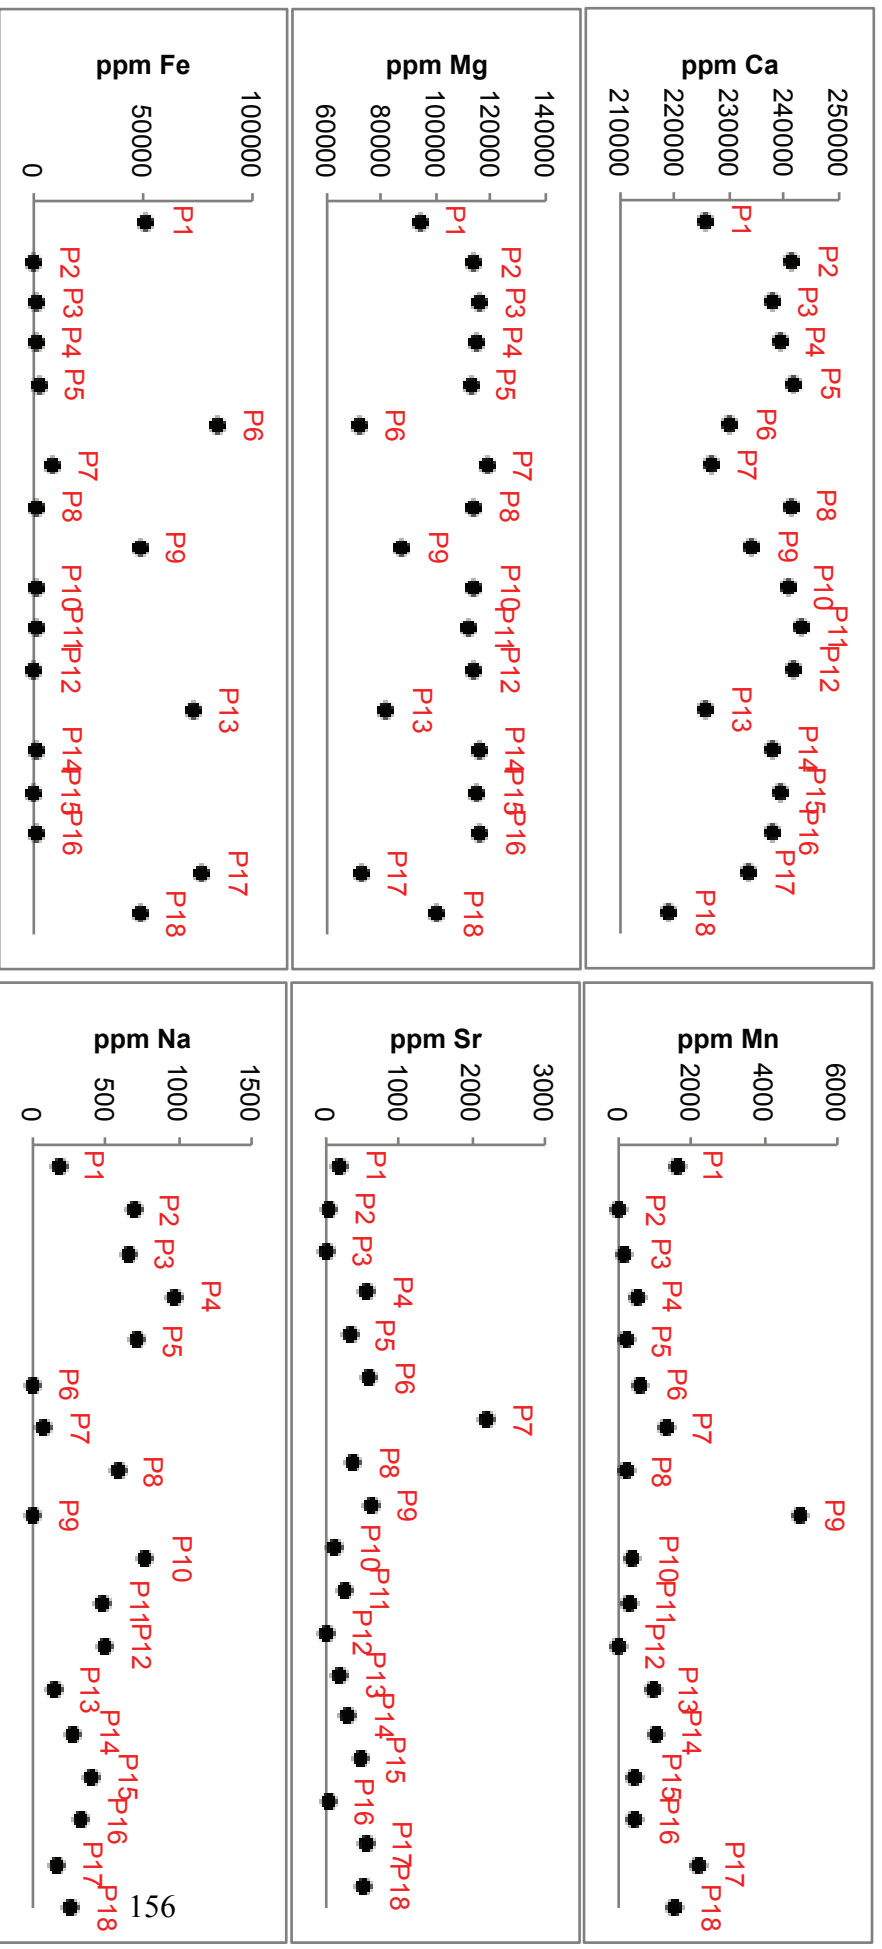 ppm Ca
250000
240000
230000
220000
210000
P1 P2 P3 P4 P5 P6 P7 P8 P9 P10 P11 P12 P13 P14 P15 P16 P17 P18
ppm Mn
6000
4000
2000
0
P1 P2 P3 P4 P5 P6 P7 P8 P9 P10 P11 P12 P13 P14 P15 P16 P17 P18
ppm Mg
140000
120000
100000
80000
60000
P1 P2 P3 P4 P5 P6 P7 P8 P9 P10 P11 P12 P13 P14 P15 P16 P17 P18
ppm Sr
3000
2000
1000
0
P1 P2 P3 P4 P5 P6 P7 P8 P9 P10 P11 P12 P13 P14 P15 P16 P17 P18
ppm Fe
100000
50000
0
P1 P2 P3 P4 P5 P6 P7 P8 P9 P10 P11 P12 P13 P14 P15 P16 P17 P18
ppm Na
1500
1000
500
0
P1 P2 P3 P4 P5 P6 P7 P8 P9 P10 P11 P12 P13 P14 P15 P16 P17 P18
156